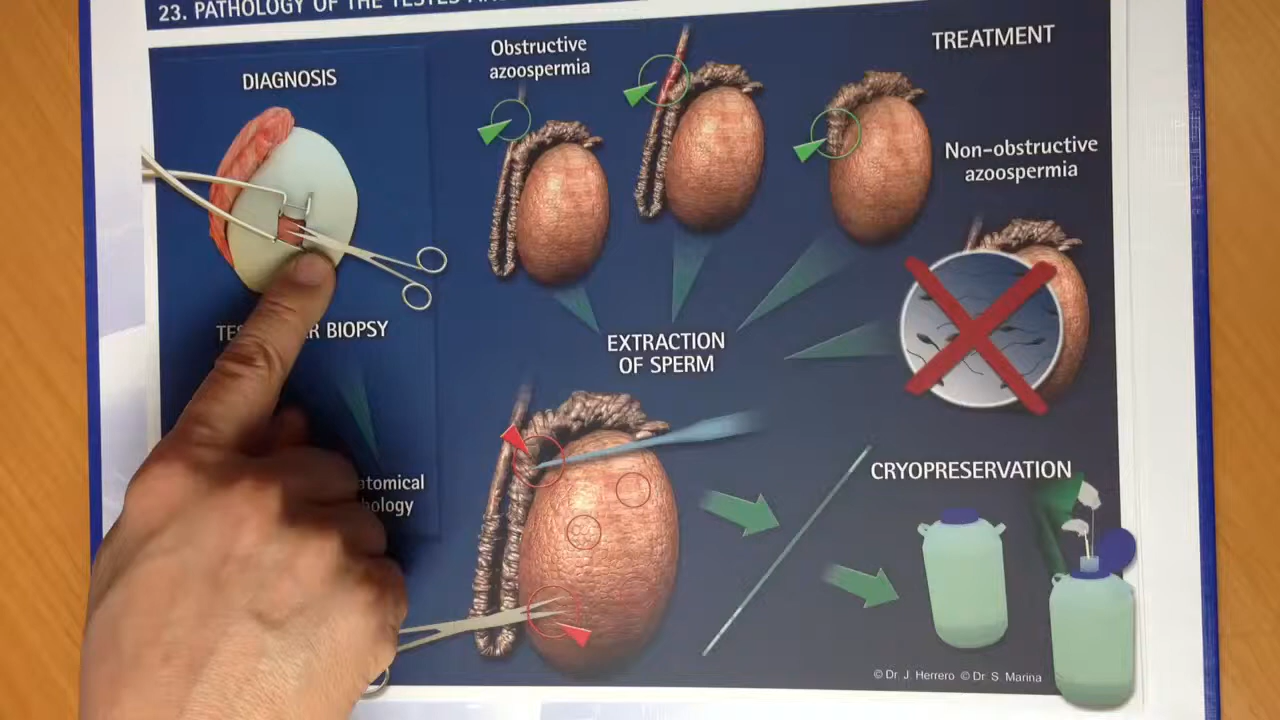 23. PATHOLOGY OF THE TESTES
DIAGNOSIS
BIOPSY
Obstructive
azoospermia
TREATMENT
Non-obstructive
azoospermia
EXTRACTION
OF SPERM
CRYOPRESERVATION
© Dr. J. Herrero © Dr. S. Marina